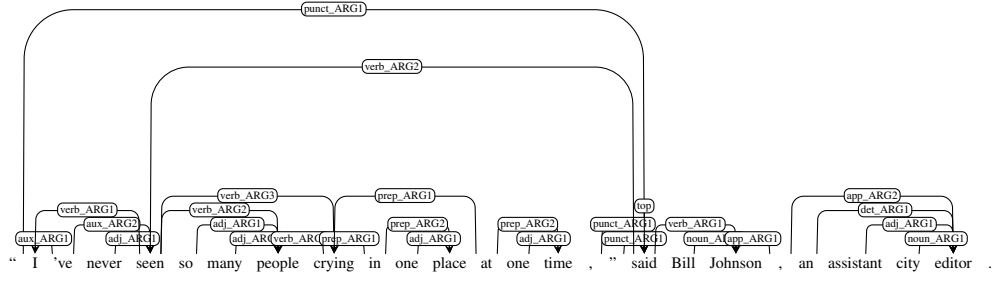 punct_ARG1
verb_ARG2
verb_ARG3 prep_ARG1 app_ARG2
verb_ARG1 verb_ARG2 top det_ARG1
aux_ARG2 adj_ARG1 prep_ARG2 prep_ARG2 punct_ARG1 verb_ARG1 adj_ARG1
aux_ARG1 adj_ARG1 prep_ARG1 adj_ARG1 adj_ARG1 punct_ARG1 app_ARG1 noun_ARG1
“ I 've never seen so many people crying in one place at one time , ” said Bill Johnson , an assistant city editor .